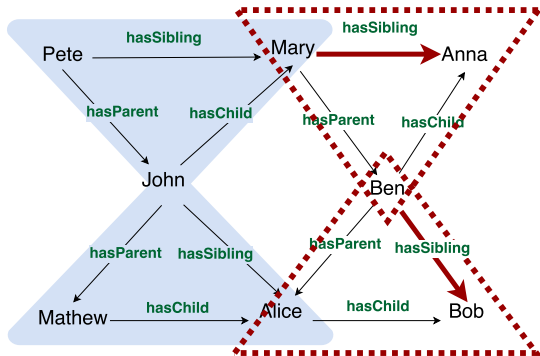 hasSibling
hasSibling
Pete
Mary
Anna
hasParent
hasChild
hasParent
hasChild
John
Ben
hasParent
hasSibling
hasParent
hasSibling
Mathew
hasChild
Alice
hasChild
Bob